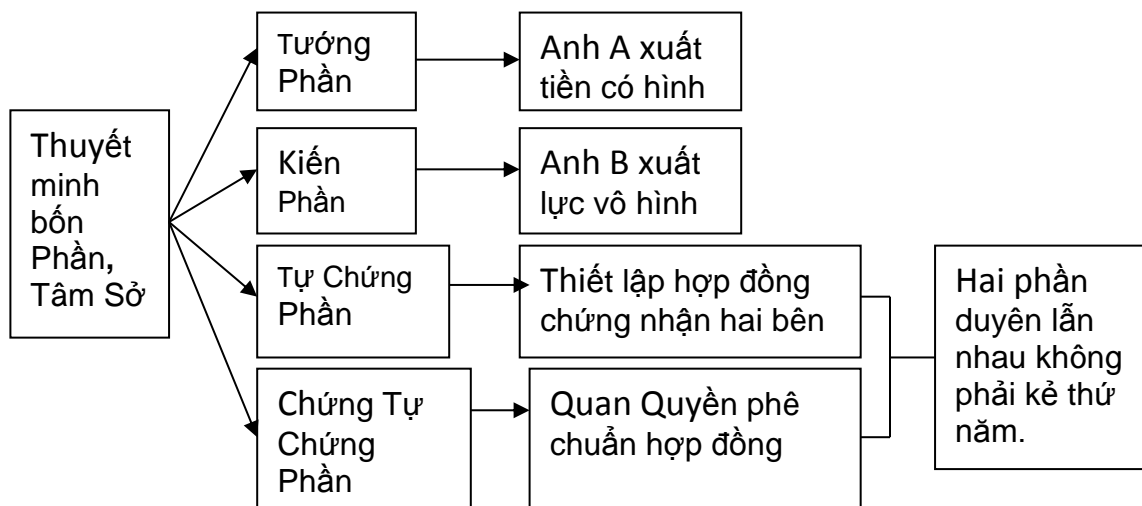 Thuyết
minh
bốn
Phần,
Tâm Sở
Tướng
Phần
Anh A xuất
tiền có hình
Kiến
Phần
Anh B xuất
lực vô hình
Tự Chứng
Phần
Thiết lập hợp đồng
chứng nhận hai bên
Chứng Tự
Chứng
Phần
Quan Quyền phê
chuẩn hợp đồng
Hai phần
duyên lẫn
nhau không
phải kẻ thứ
năm.